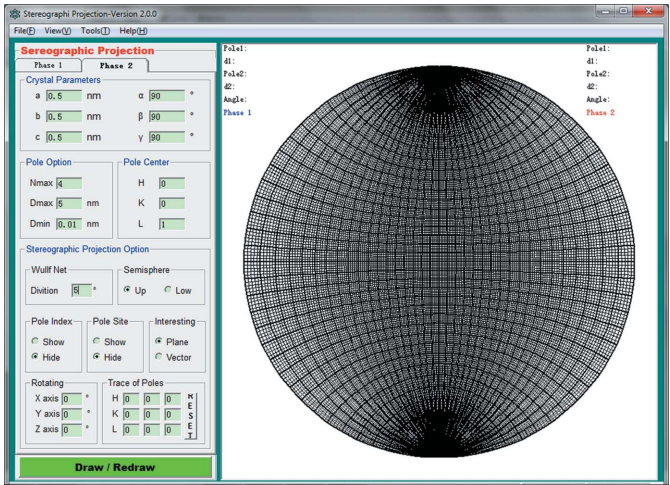 Stereographi Projection-Version 2.0.0
File(F) View(V) Tools(T) Help(H)
Sereographic Projection
Phase 1 Phase 2
Crystal Parameters
a 0.5 nm α 90 °
b 0.5 nm β 90 °
c 0.5 nm γ 90 °
Pole Option Pole Center
Nmax 4 H 0
Dmax 5 nm K 0
Dmin 0.01 nm L 1
Stereographic Projection Option
Wullf Net Semisphere
Divition 5 ° Up Low
Pole Index Pole Site Interesting
Show Show Plane
Hide Hide Vector
Rotating Trace of Poles
X axis 0 ° H 0 0 0
Y axis 0 ° K 0 0 0
Z axis 0 ° L 0 0 0
RESET
Draw / Redraw
Pole1:
d1:
Pole2:
d2:
Angle:
Phase 1
Pole1:
d1:
Pole2:
d2:
Angle:
Phase 2